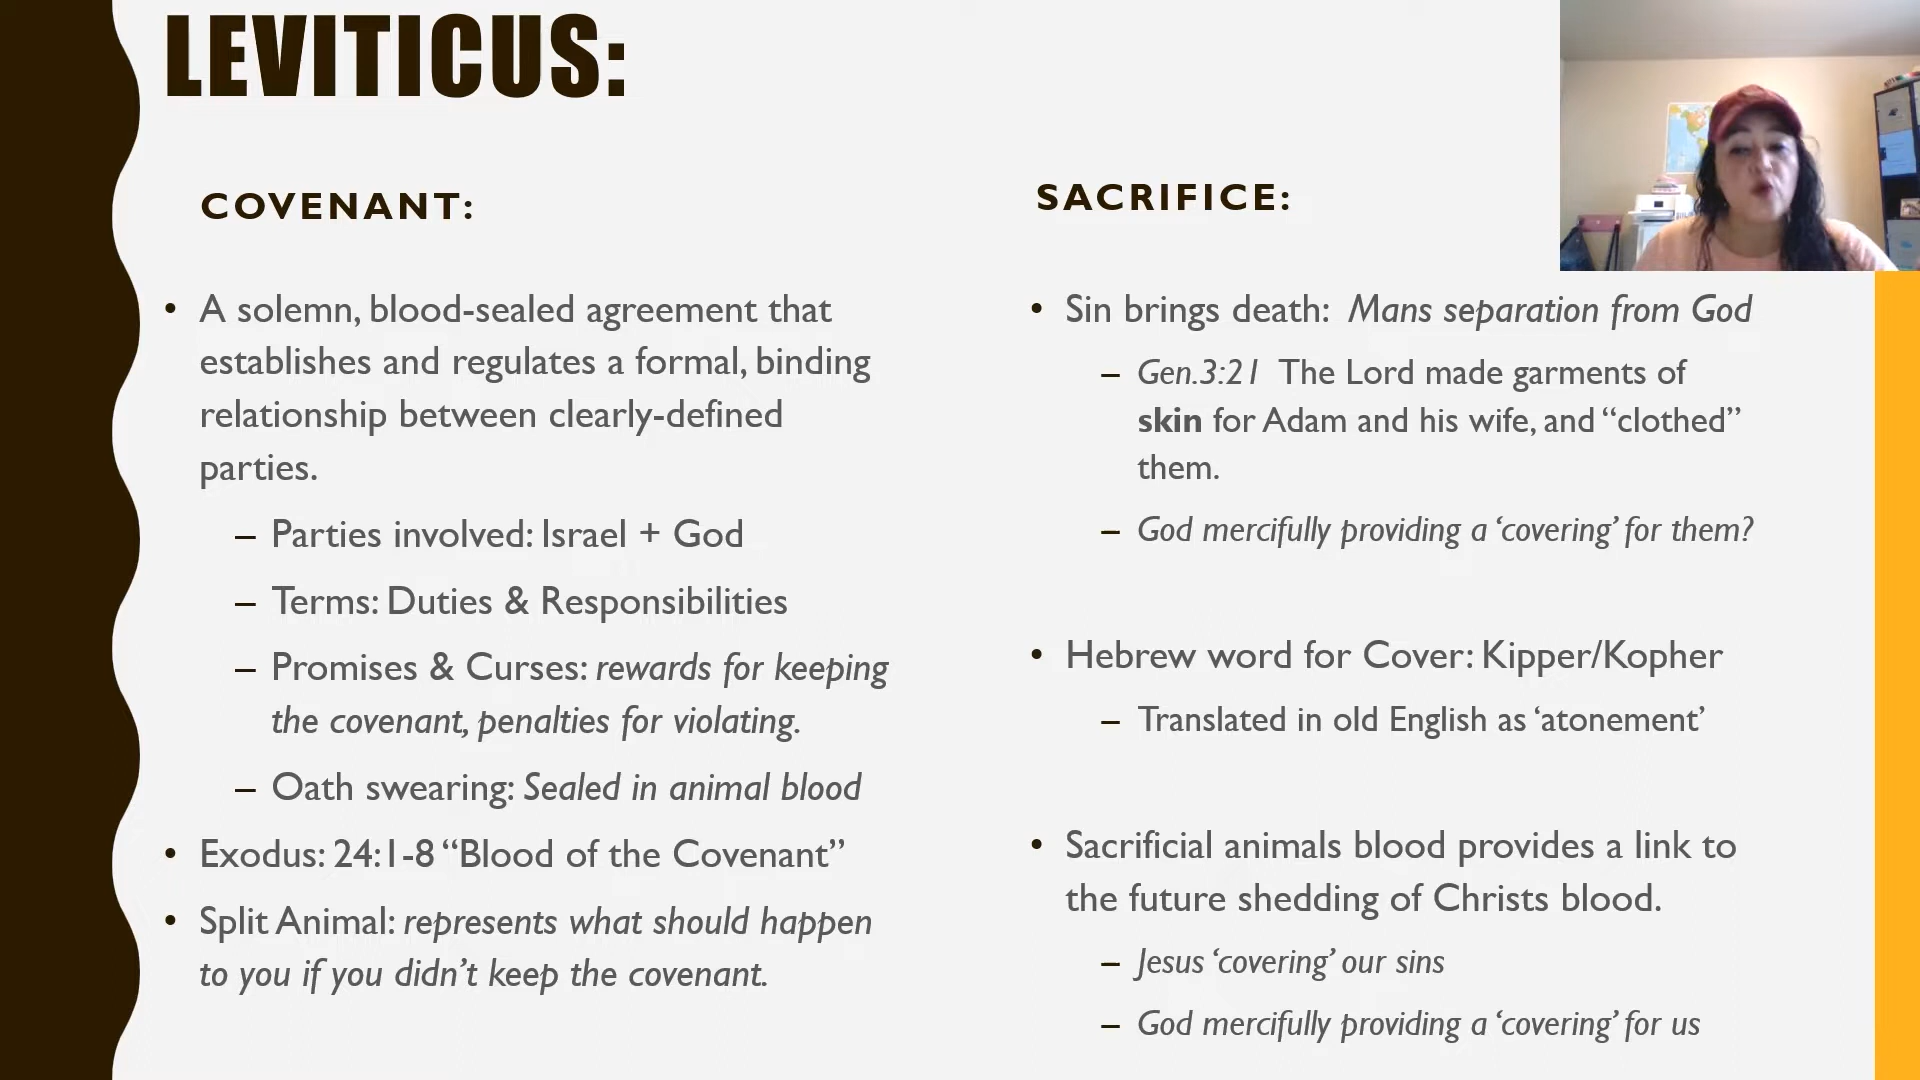 LEVITICUS:
COVENANT:
• A solemn, blood-sealed agreement that
establishes and regulates a formal, binding
relationship between clearly-defined
parties.
– Parties involved: Israel + God
– Terms: Duties & Responsibilities
– Promises & Curses: rewards for keeping
the covenant, penalties for violating.
– Oath swearing: Sealed in animal blood
• Exodus: 24:1-8 “Blood of the Covenant”
• Split Animal: represents what should happen
to you if you didn’t keep the covenant.
SACRIFICE:
• Sin brings death: Mans separation from God
– Gen.3:21 The Lord made garments of
skin for Adam and his wife, and “clothed”
them.
– God mercifully providing a ‘covering’ for them?
• Hebrew word for Cover: Kipper/Kopher
– Translated in old English as ‘atonement’
• Sacrificial animals blood provides a link to
the future shedding of Christs blood.
– Jesus ‘covering’ our sins
– God mercifully providing a ‘covering’ for us